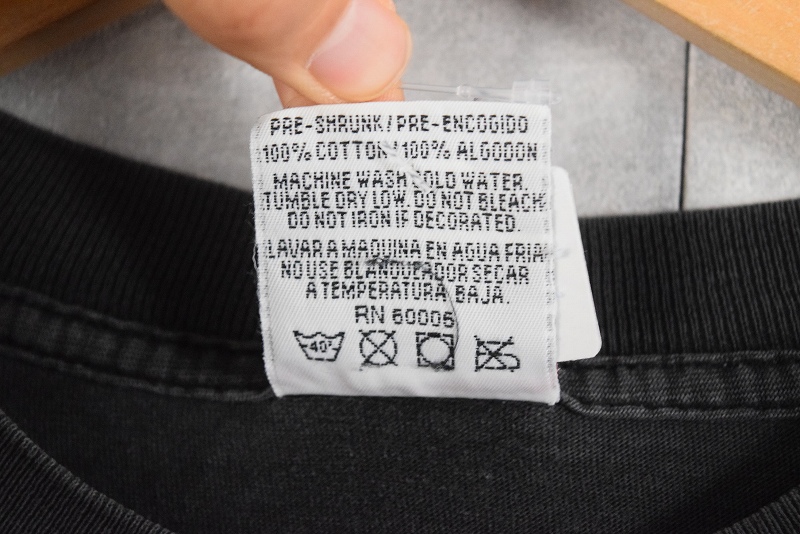 PRE-SHRUNK/PRE-ENCOGIDO
100% COTTON/100% ALGODON
MACHINE WASH COLD WATER.
TUMBLE DRY LOW. DO NOT BLEACH.
DO NOT IRON IF DECORATED.
LAVAR A MAQUINA EN AGUA FRIA
NO USE BLANQUEADOR SECAR
A TEMPERATURA BAJA.
RN 60006
40°